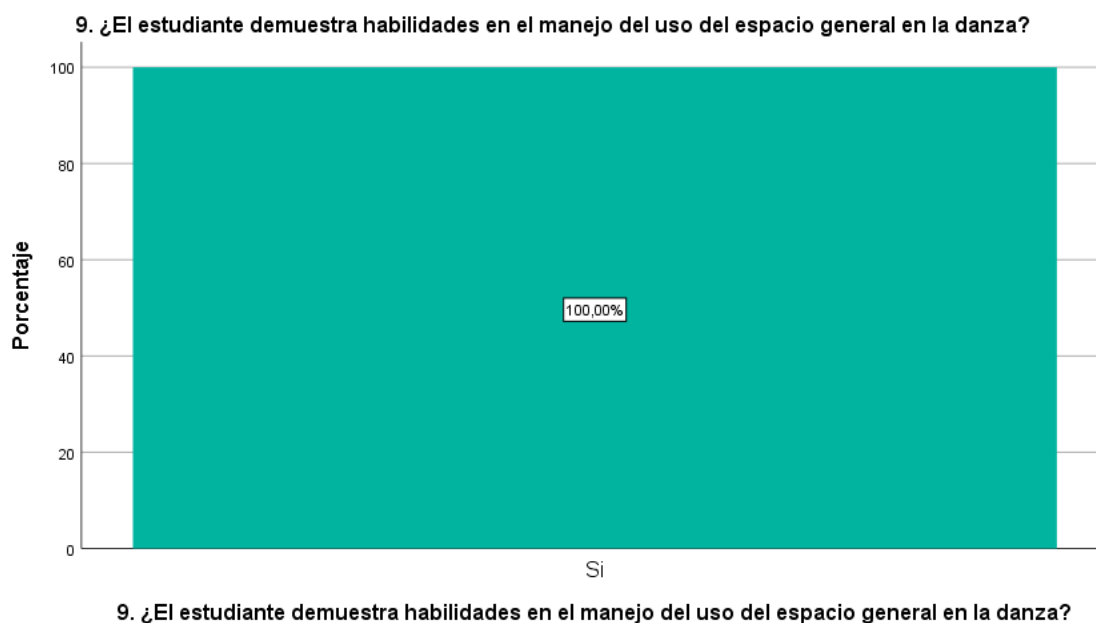 9. ¿El estudiante demuestra habilidades en el manejo del uso del espacio general en la danza?
100
80
60
40
20
0
Porcentaje
100,00%
Si
9. ¿El estudiante demuestra habilidades en el manejo del uso del espacio general en la danza?